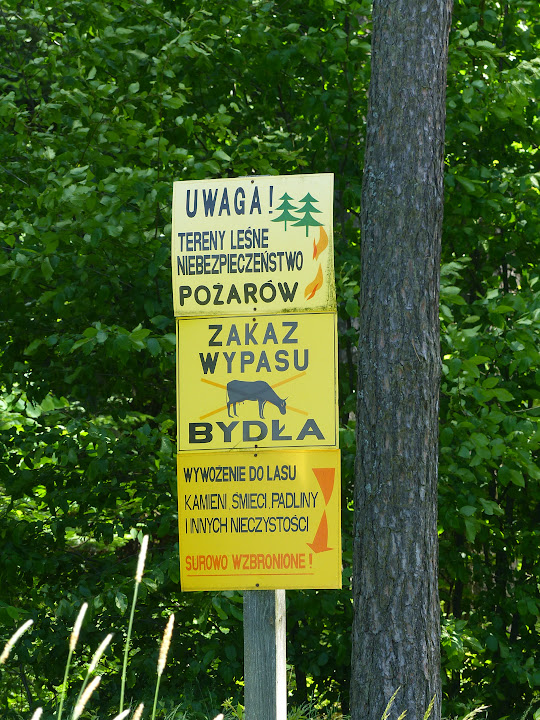 UWAGA!
TERENY LEŚNE
NIEBEZPIECZEŃSTWO
POŻARÓW
ZAKAZ
WYPASU
BYDŁA
WYWOŻENIE DO LASU
KAMIENI, ŚMIECI, PADLINY
I INNYCH NIECZYSTOŚCI
SUROWO WZBRONIONE!